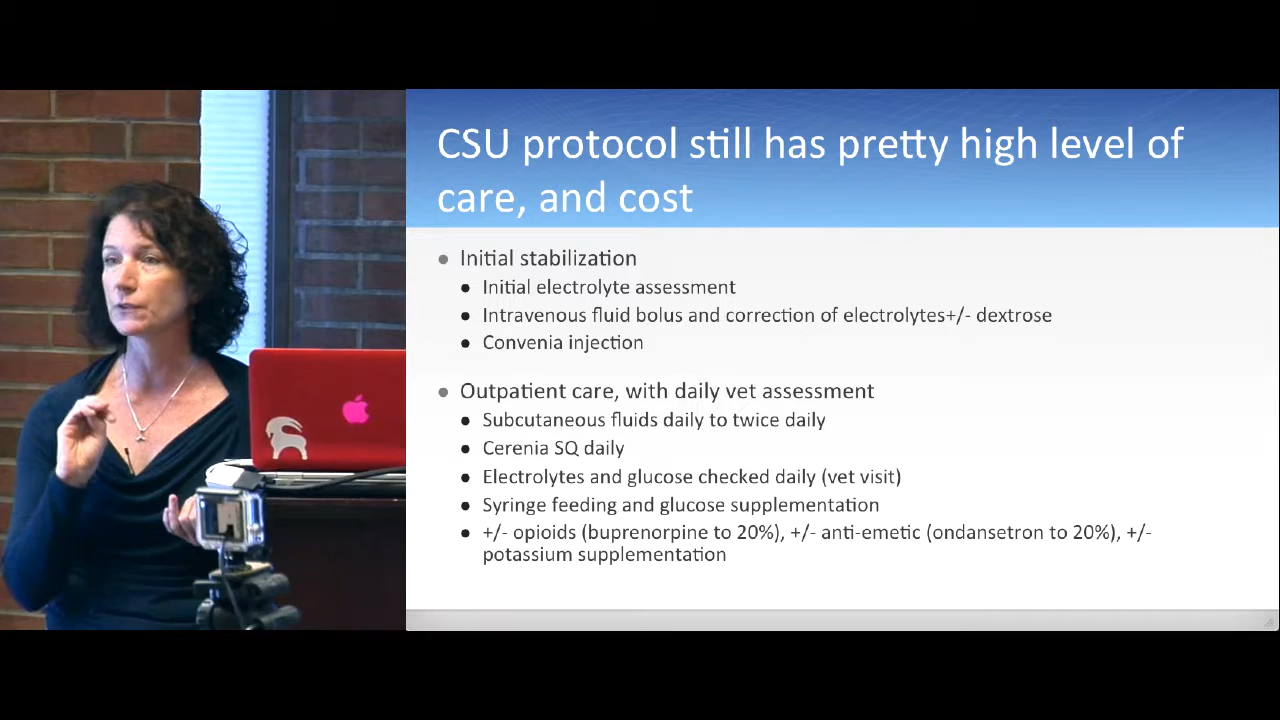 CSU protocol still has pretty high level of
care, and cost
Initial stabilization
Initial electrolyte assessment
Intravenous fluid bolus and correction of electrolytes+/- dextrose
Convenia injection
Outpatient care, with daily vet assessment
Subcutaneous fluids daily to twice daily
Cerenia SQ daily
Electrolytes and glucose checked daily (vet visit)
Syringe feeding and glucose supplementation
+/- opioids (buprenorpine to 20%), +/- anti-emetic (ondansetron to 20%), +/-
potassium supplementation